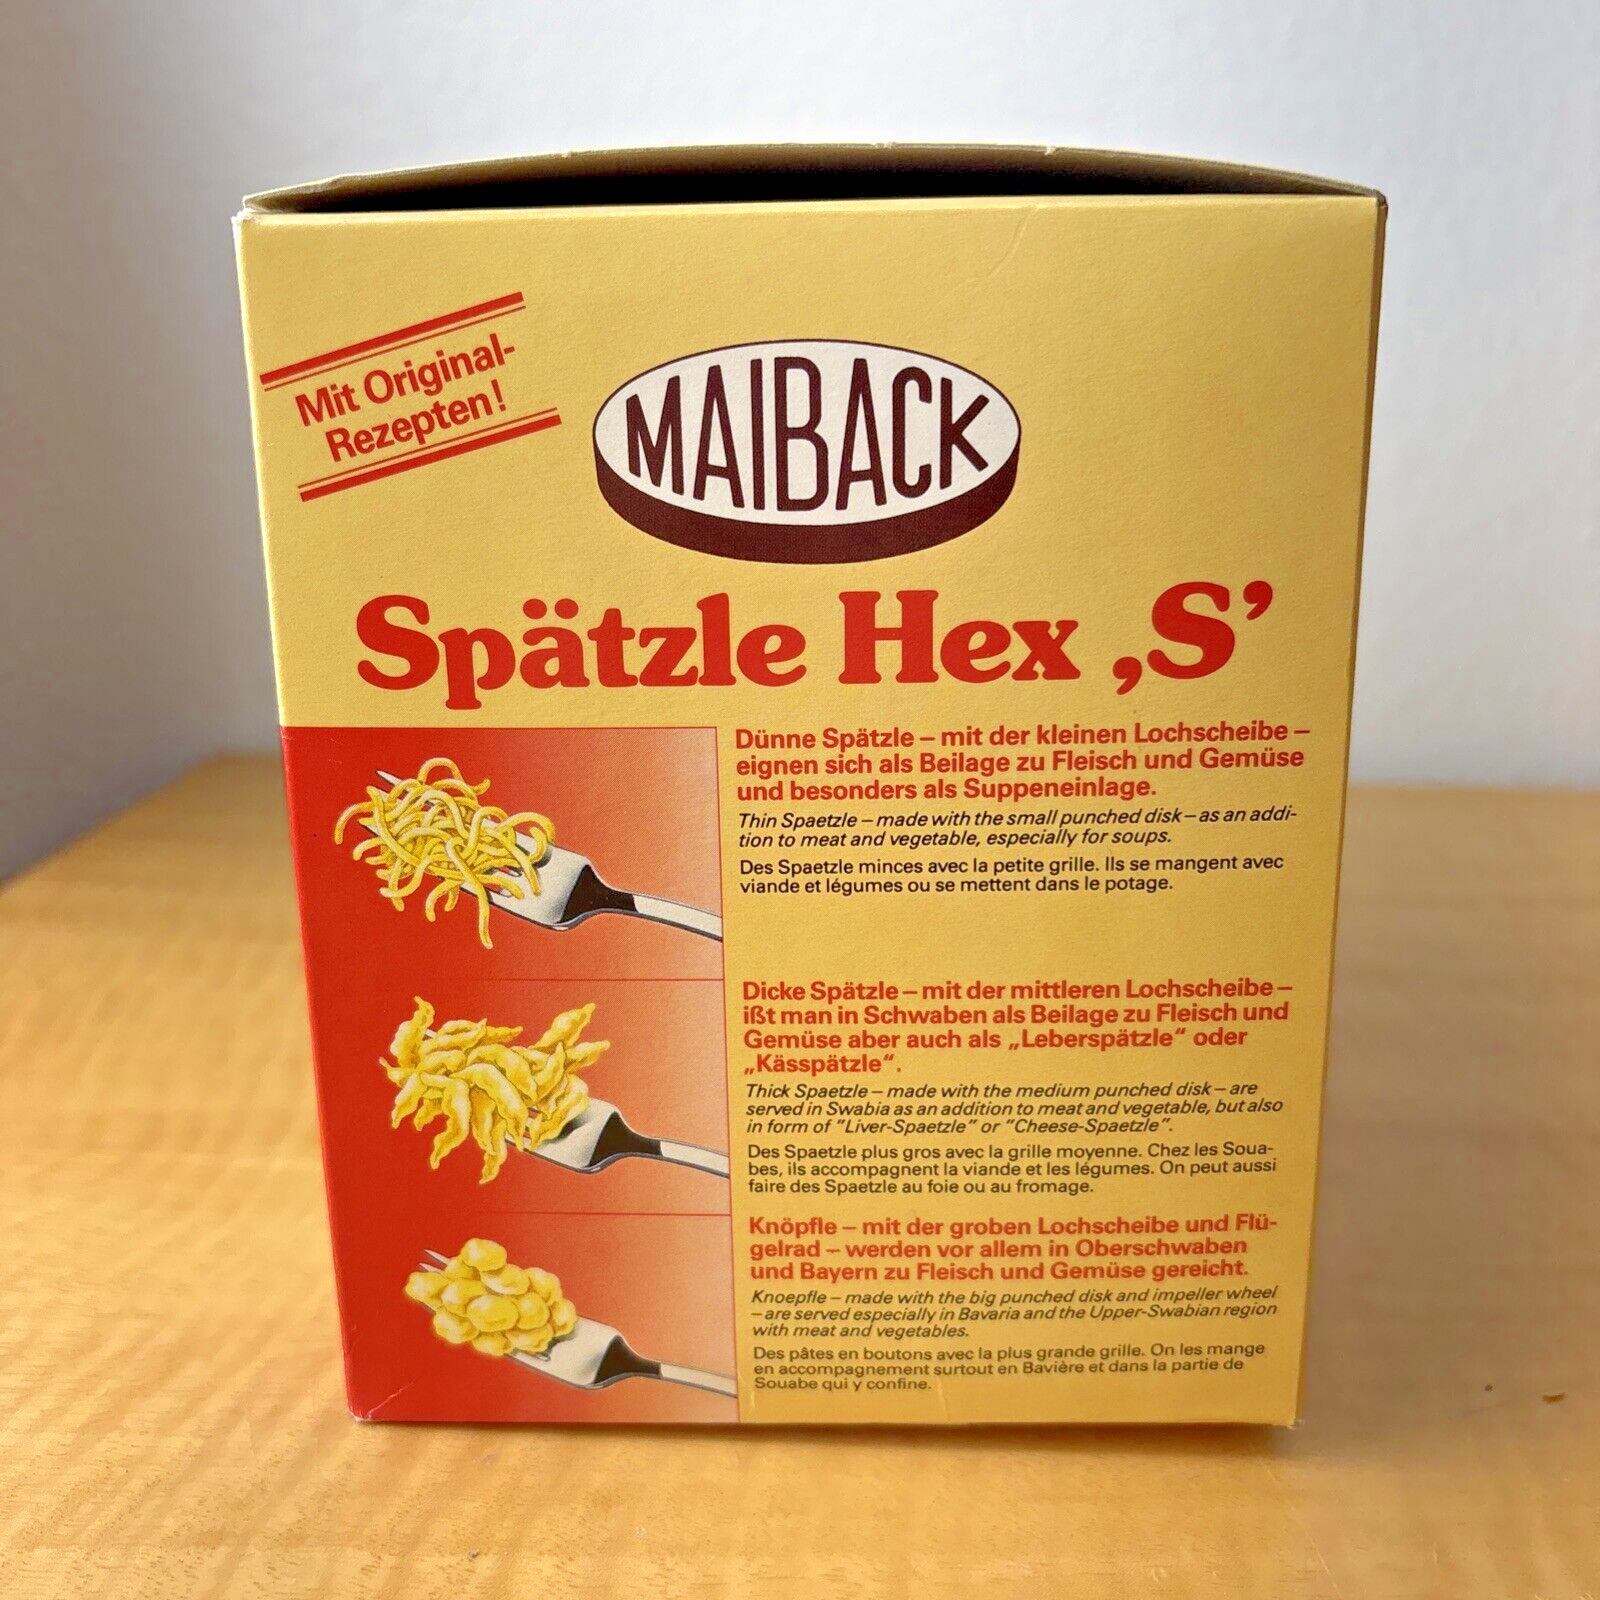 Mit Original-
Rezepten!
MAIBACK
Spätzle Hex ‚S’
Dünne Spätzle – mit der kleinen Lochscheibe –
eignen sich als Beilage zu Fleisch und Gemüse
und besonders als Suppeneinlage.
Thin Spaetzle – made with the small punched disk – as an addi-
tion to meat and vegetable, especially for soups.
Des Spaetzle minces avec la petite grille. Ils se mangent avec
viande et légumes ou se mettent dans le potage.
Dicke Spätzle – mit der mittleren Lochscheibe –
ißt man in Schwaben als Beilage zu Fleisch und
Gemüse aber auch als „Leberspätzle“ oder
„Kässpätzle“.
Thick Spaetzle – made with the medium punched disk – are
served in Swabia as an addition to meat and vegetable, but also
in form of "Liver-Spaetzle" or "Cheese-Spaetzle".
Des Spaetzle plus gros avec la grille moyenne. Chez les Soua-
bes, ils accompagnent la viande et les légumes. On peut aussi
faire des Spaetzle au foie ou au fromage.
Knöpfle – mit der groben Lochscheibe und Flü-
gelrad – werden vor allem in Oberschwaben
und Bayern zu Fleisch und Gemüse gereicht.
Knoepfle – made with the big punched disk and impeller wheel
– are served especially in Bavaria and the Upper-Swabian region
with meat and vegetables.
Des pâtes en boutons avec la plus grande grille. On les mange
en accompagnement surtout en Bavière et dans la partie de
Souabe qui y confine.